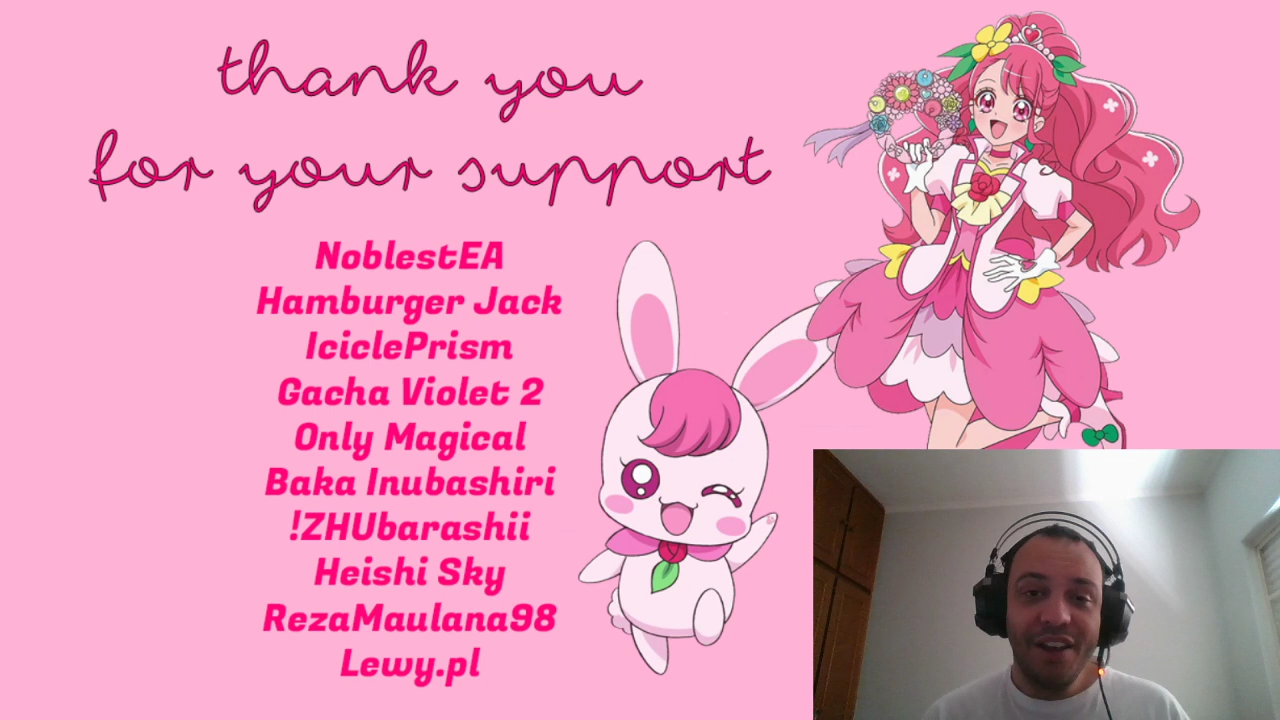 thank you
for your support
NoblestEA
Hamburger Jack
IciclePrism
Gacha Violet 2
Only Magical
Baka Inubashiri
!ZHUbarashii
Heishi Sky
RezaMaulana98
Lewy.pl